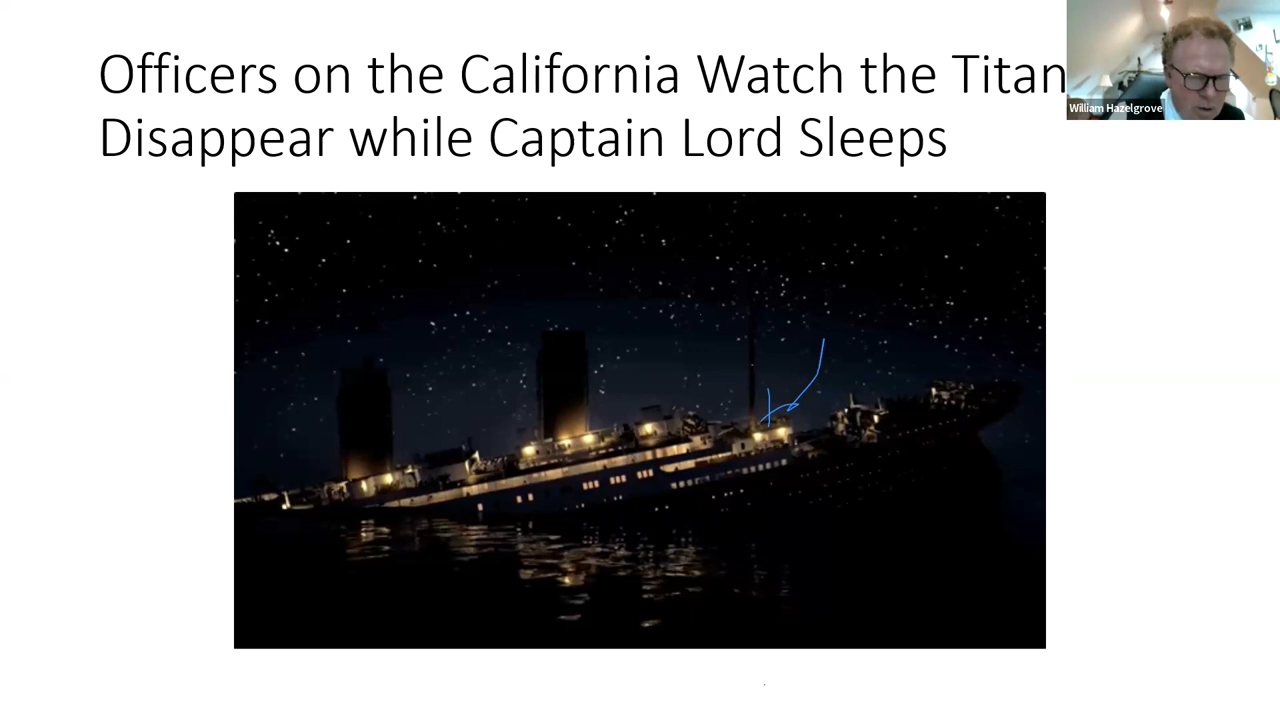 Officers on the California Watch the Titan
Disappear while Captain Lord Sleeps
William Hazelgrove